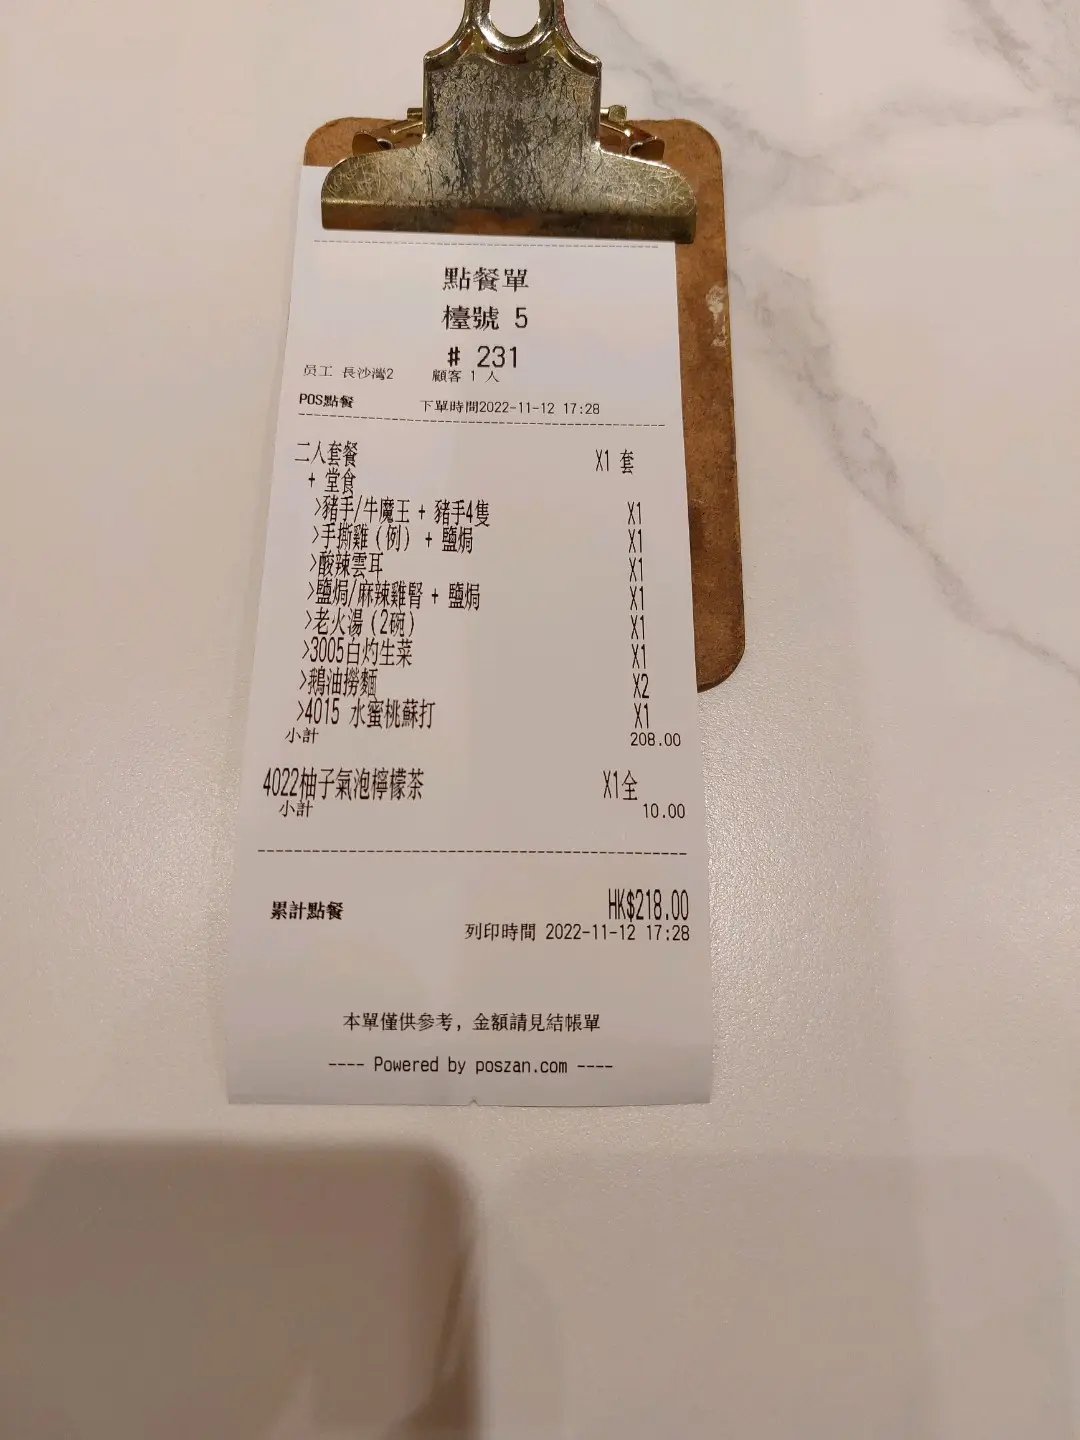 點餐單
檯號 5
# 231
员工 長沙灣2 顧客 1 人
POS點餐 下單時間2022-11-12 17:28
二人套餐 X1 套
+ 堂食
>豬手/牛魔王 + 豬手4隻 X1
>手撕雞(例) + 鹽焗 X1
>酸辣雲耳 X1
>鹽焗/麻辣雞腎 + 鹽焗 X1
>老火湯(2碗) X1
>3005白灼生菜 X1
>鵝油撈麵 X2
>4015 水蜜桃蘇打 X1
小計 208.00
4022柚子氣泡檸檬茶 X1全
小計 10.00
累計點餐 HK$218.00
列印時間 2022-11-12 17:28
本單僅供參考, 金額請見結帳單
---- Powered by poszan.com ----